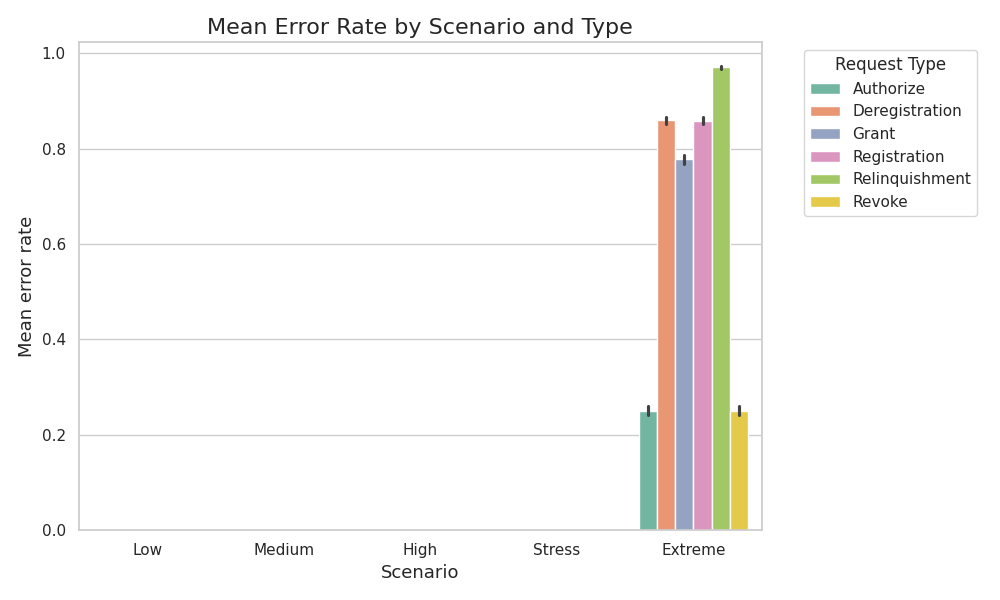 Mean Error Rate by Scenario and Type
Mean error rate
1.0
0.8
0.6
0.4
0.2
0.0
Low
Medium
High
Stress
Extreme
Scenario
Request Type
Authorize
Deregistration
Grant
Registration
Relinquishment
Revoke